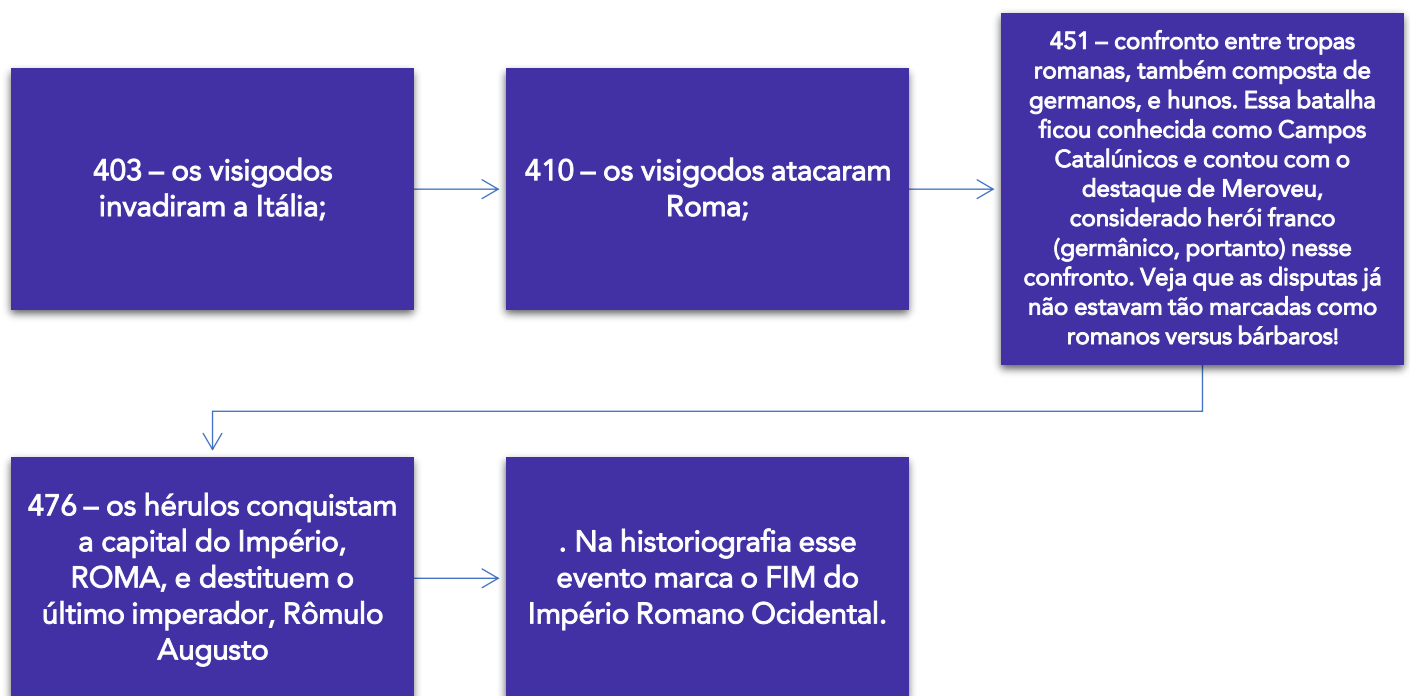 403 – os visigodos
invadiram a Itália;
410 – os visigodos atacaram
Roma;
451 – confronto entre tropas
romanas, também composta de
germanos, e hunos. Essa batalha
ficou conhecida como Campos
Catalúnicos e contou com o
destaque de Meroveu,
considerado herói franco
(germânico, portanto) nesse
confronto. Veja que as disputas já
não estavam tão marcadas como
romanos versus bárbaros!
476 – os hérulos conquistam
a capital do Império,
ROMA, e destituem o
último imperador, Rômulo
Augusto
. Na historiografia esse
evento marca o FIM do
Império Romano Ocidental.